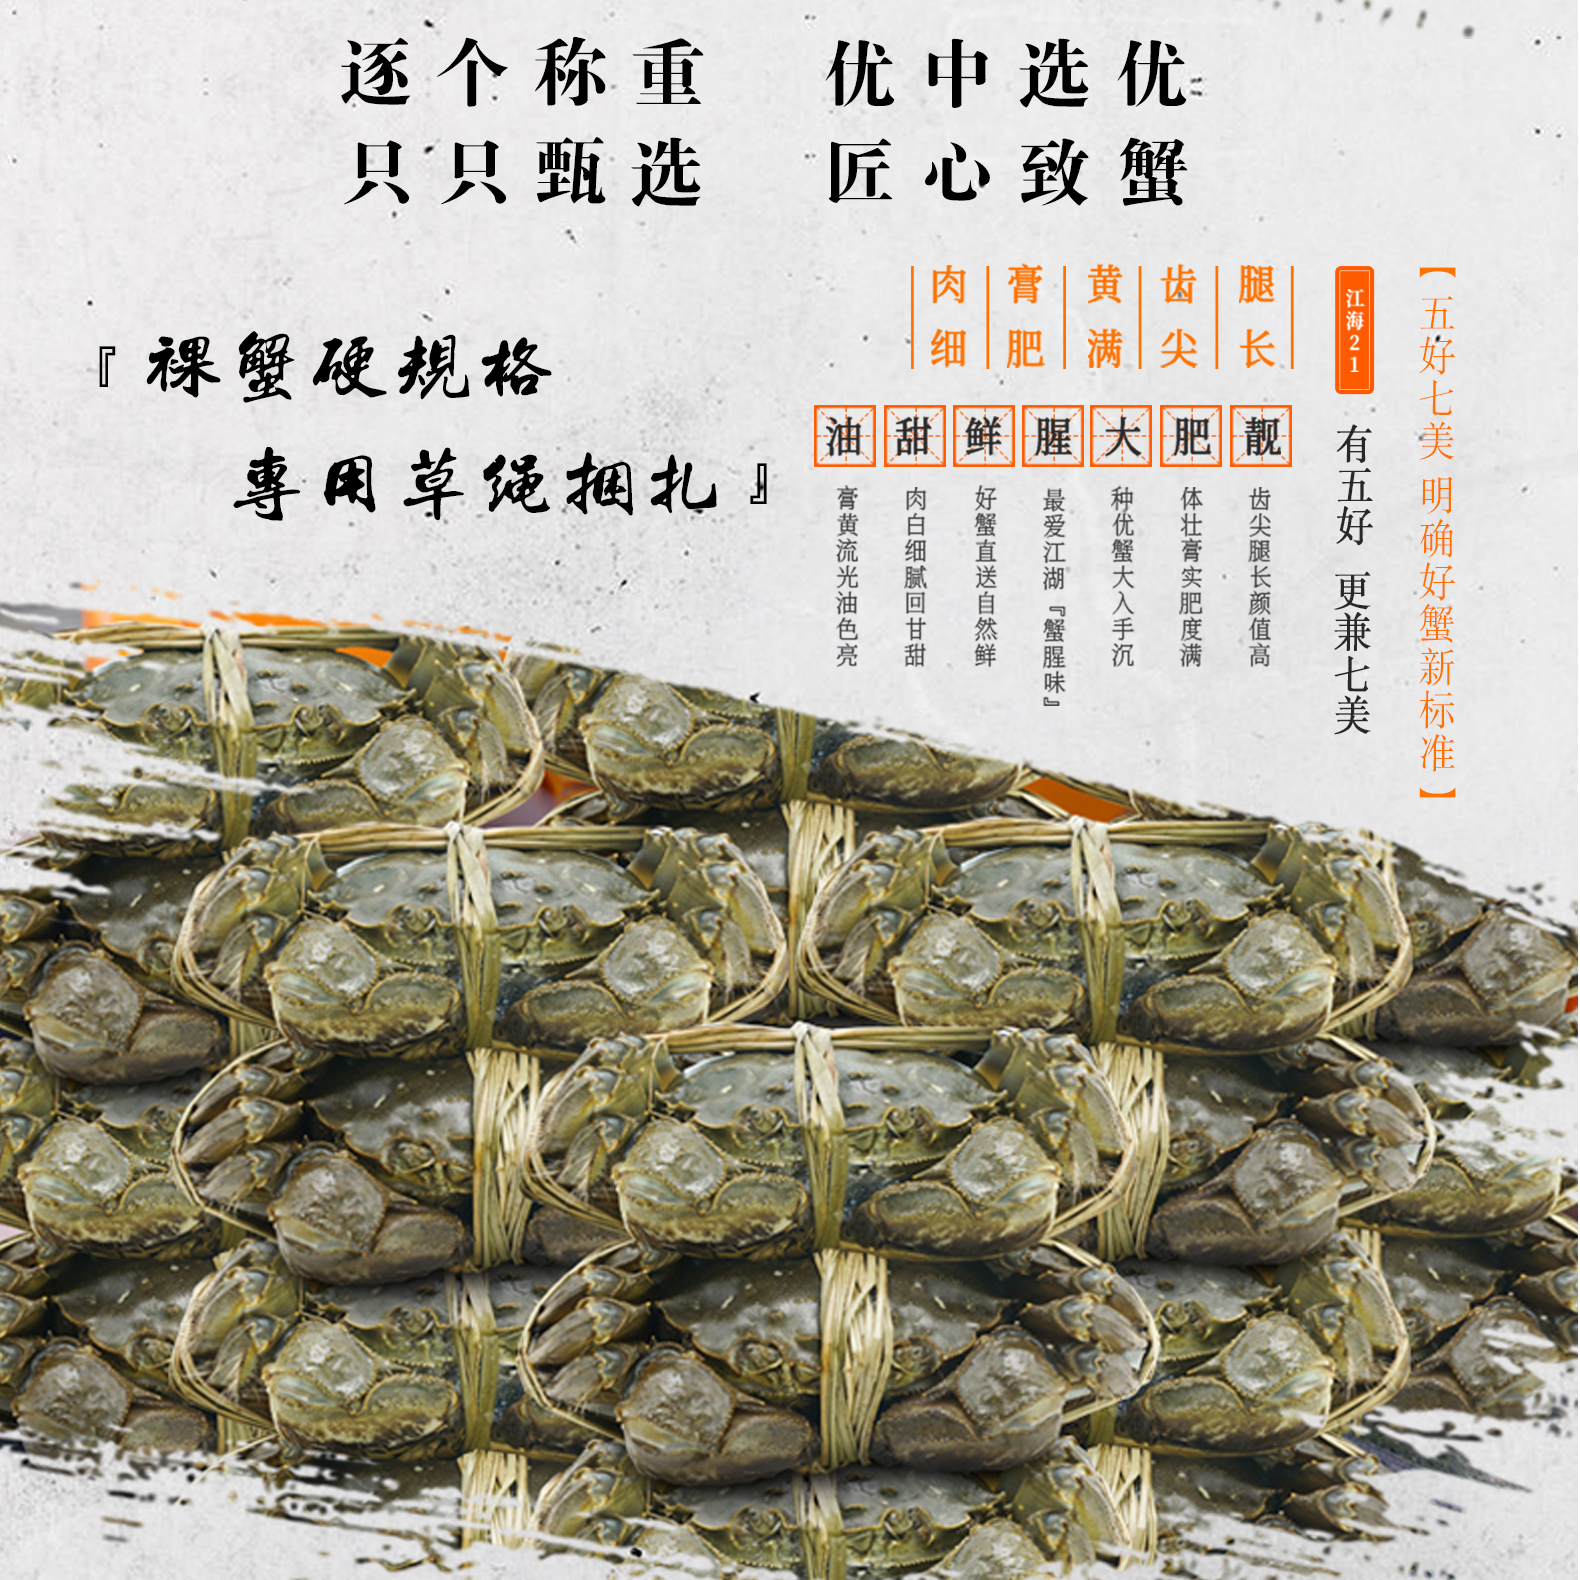 逐个称重 优中选优
只只甄选 匠心致蟹
『裸蟹硬規格
專用草绳捆扎』
【五好七美 明确好蟹新标准】
江海21
有五好 更兼七美
腿长
齿尖
黄满
膏肥
肉细
靓
齿尖腿长颜值高
肥
体壮膏实肥度满
大
种优蟹大入手沉
腥
最爱江湖『蟹腥味』
鲜
好蟹直送自然鲜
甜
肉白细腻回甘甜
油
膏黄流光油色亮